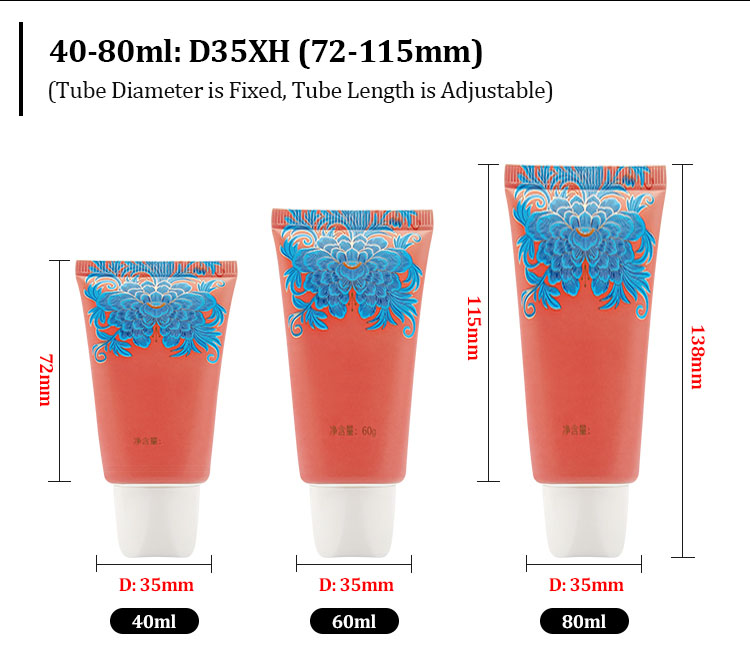 40-80ml: D35XH (72-115mm)
(Tube Diameter is Fixed, Tube Length is Adjustable)
72mm
115mm
138mm
净含量:
净含量: 60g
净含量:
D: 35mm
D: 35mm
D: 35mm
40ml
60ml
80ml